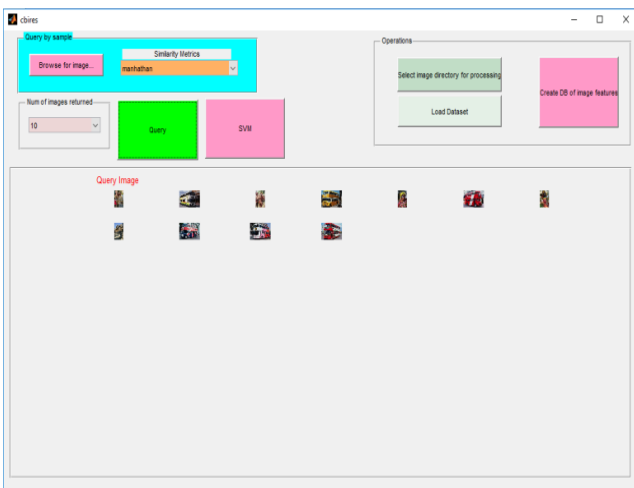 cbires
Query by sample
Browse for image...
Similarity Metrics
manhathan
Num of images returned
10
Query
SVM
Operations
Select image directory for processing
Load Dataset
Create DB of image features
Query Image